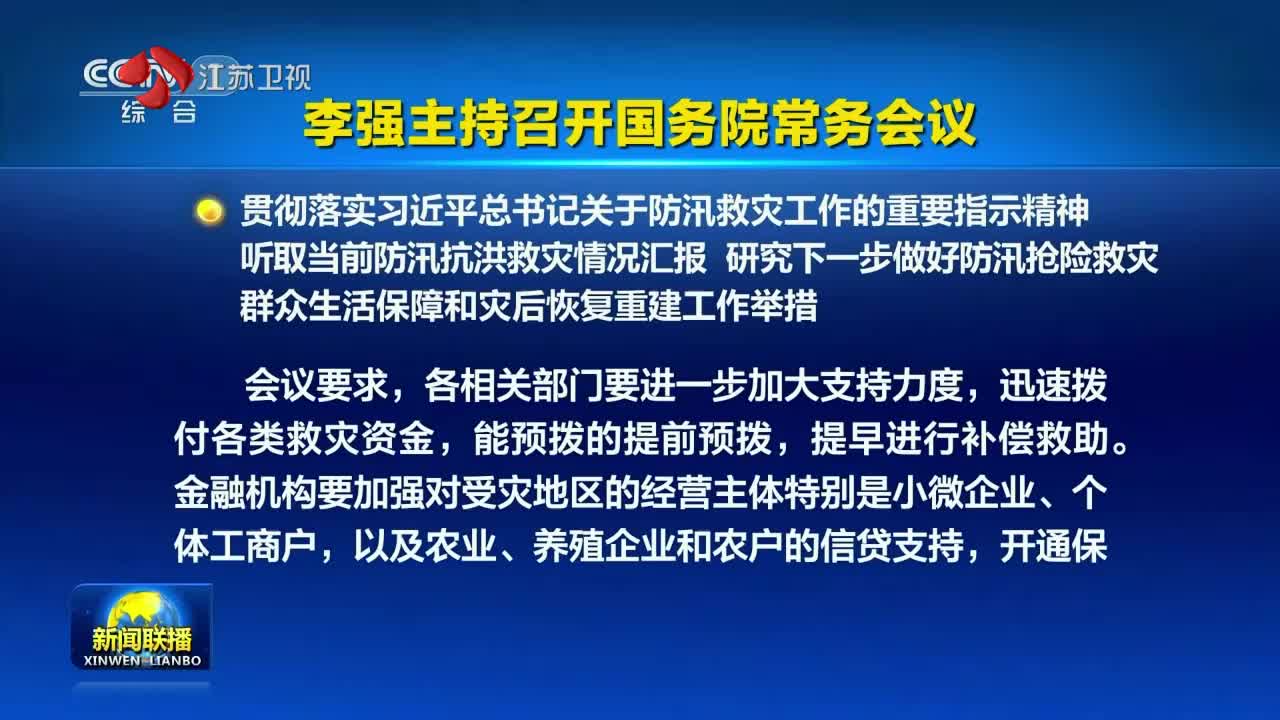 CCTV 江苏卫视
综合
李强主持召开国务院常务会议
贯彻落实习近平总书记关于防汛救灾工作的重要指示精神
听取当前防汛抗洪救灾情况汇报 研究下一步做好防汛抢险救灾
群众生活保障和灾后恢复重建工作举措
会议要求，各相关部门要进一步加大支持力度，迅速拨
付各类救灾资金，能预拨的提前预拨，提早进行补偿救助。
金融机构要加强对受灾地区的经营主体特别是小微企业、个
体工商户，以及农业、养殖企业和农户的信贷支持，开通保
新闻联播
XINWEN LIANBO